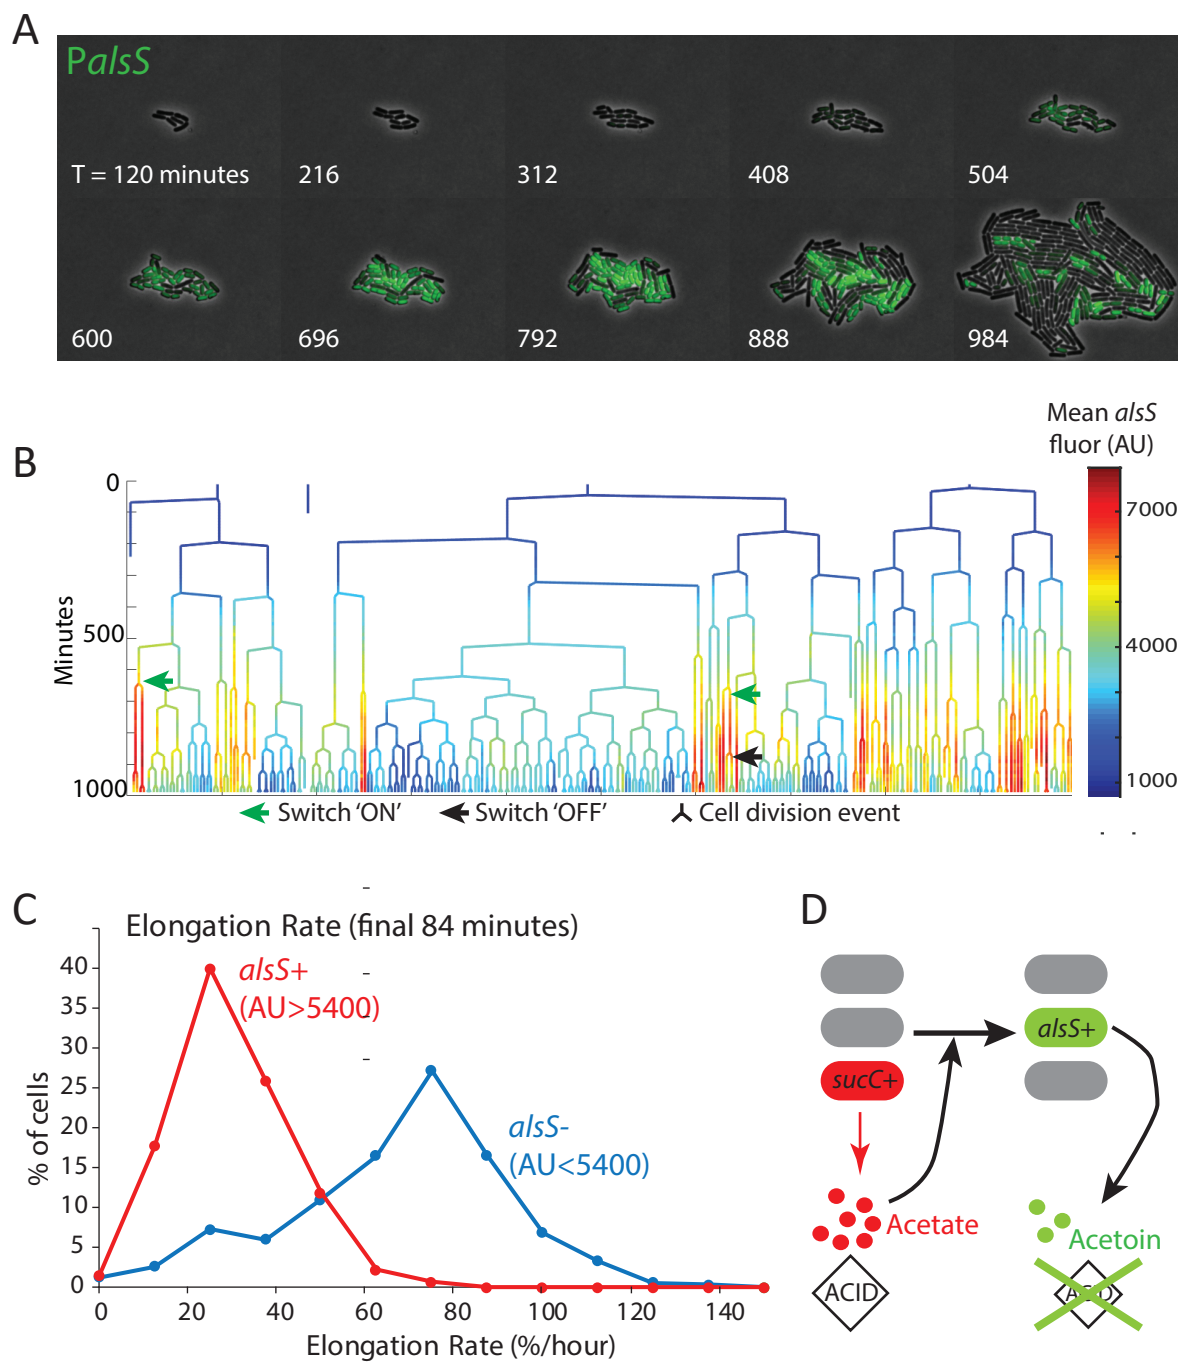 A
PalsS
T = 120 minutes
216
312
408
504
600
696
792
888
984
B
Mean alsS
fluor (AU)
7000
4000
1000
Minutes
0
500
1000
Switch ‘ON’
Switch ‘OFF’
Cell division event
C
Elongation Rate (final 84 minutes)
alsS+
(AU>5400)
alsS-
(AU<5400)
% of cells
40
35
30
25
20
15
10
5
0
0
20
40
60
80
100
120
140
Elongation Rate (%/hour)
D
alsS+
sucC+
Acetate
Acetoin
ACID
ACID